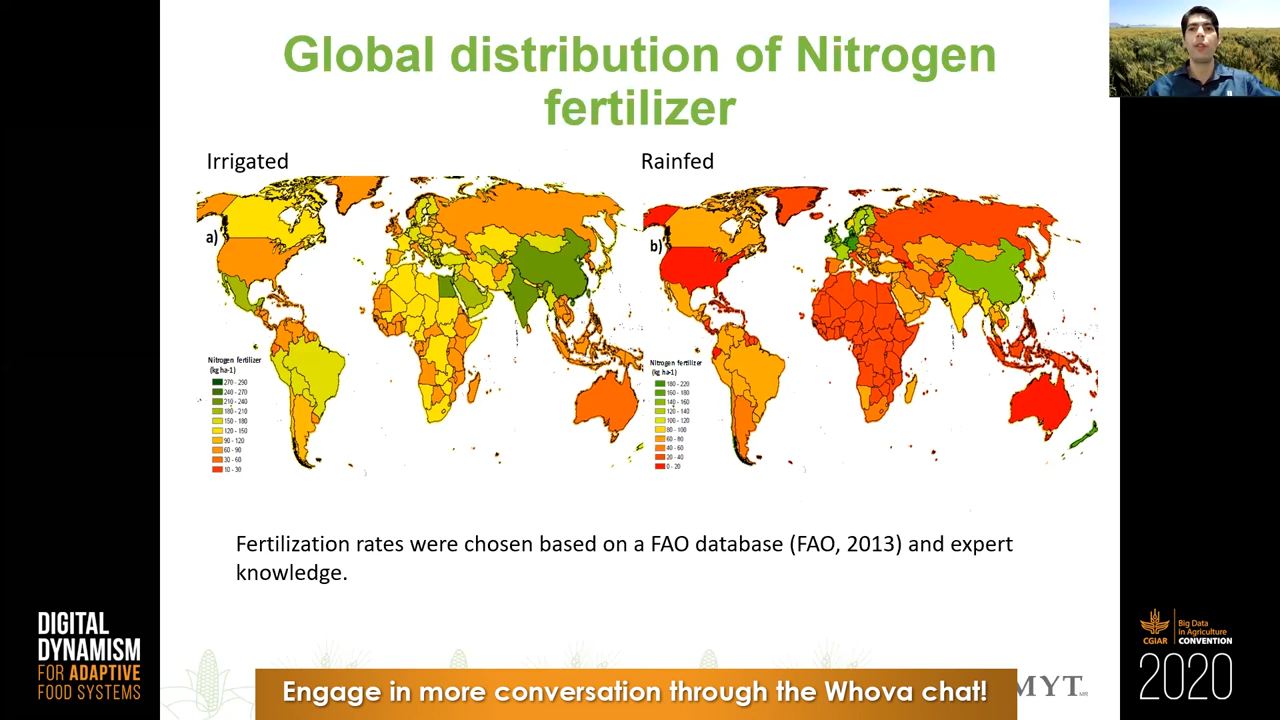 Global distribution of Nitrogen
fertilizer
Irrigated
Rainfed
a)
b)
Nitrogen fertilizer
(kg ha-1)
270 - 290
240 - 270
210 - 240
180 - 210
150 - 180
120 - 150
90 - 120
60 - 90
30 - 60
10 - 30
Nitrogen fertilizer
(kg ha-1)
180 - 220
160 - 180
140 - 160
120 - 140
100 - 120
80 - 100
60 - 80
40 - 60
20 - 40
0 - 20
Fertilization rates were chosen based on a FAO database (FAO, 2013) and expert
knowledge.
DIGITAL
DYNAMISM
FOR ADAPTIVE
FOOD SYSTEMS
Engage in more conversation through the Whova chat!
MYT
CGIAR
Big Data
in Agriculture
CONVENTION
2020